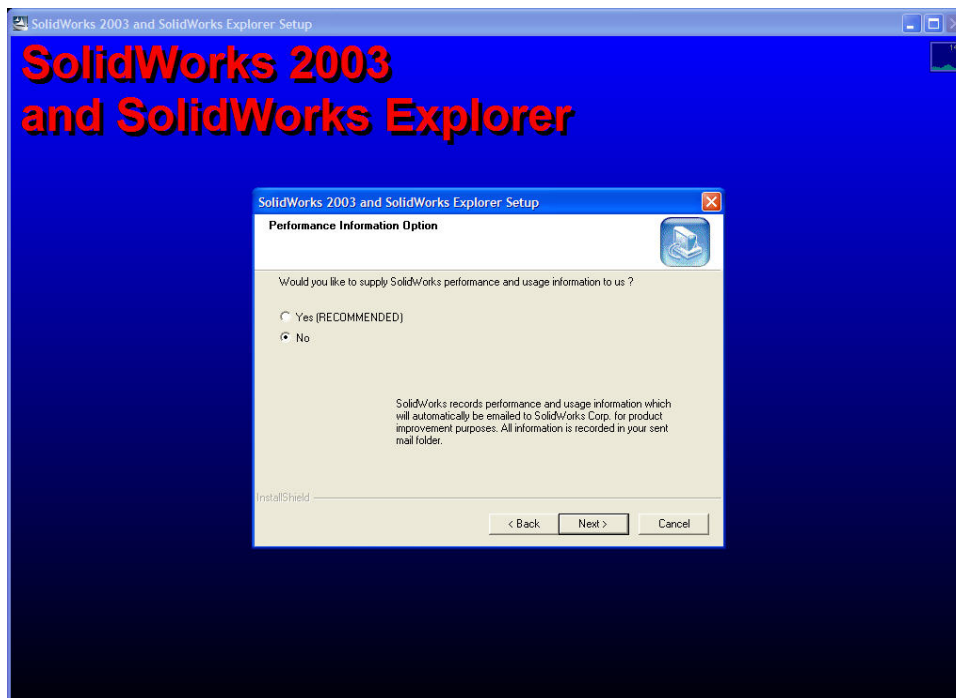 SolidWorks 2003 and SolidWorks Explorer Setup
SolidWorks 2003
and SolidWorks Explorer
SolidWorks 2003 and SolidWorks Explorer Setup
Performance Information Option
Would you like to supply SolidWorks performance and usage information to us ?
Yes (RECOMMENDED)
No
SolidWorks records performance and usage information which
will automatically be emailed to SolidWorks Corp. for product
improvement purposes. All information is recorded in your sent
mail folder.
InstallShield
< Back
Next >
Cancel